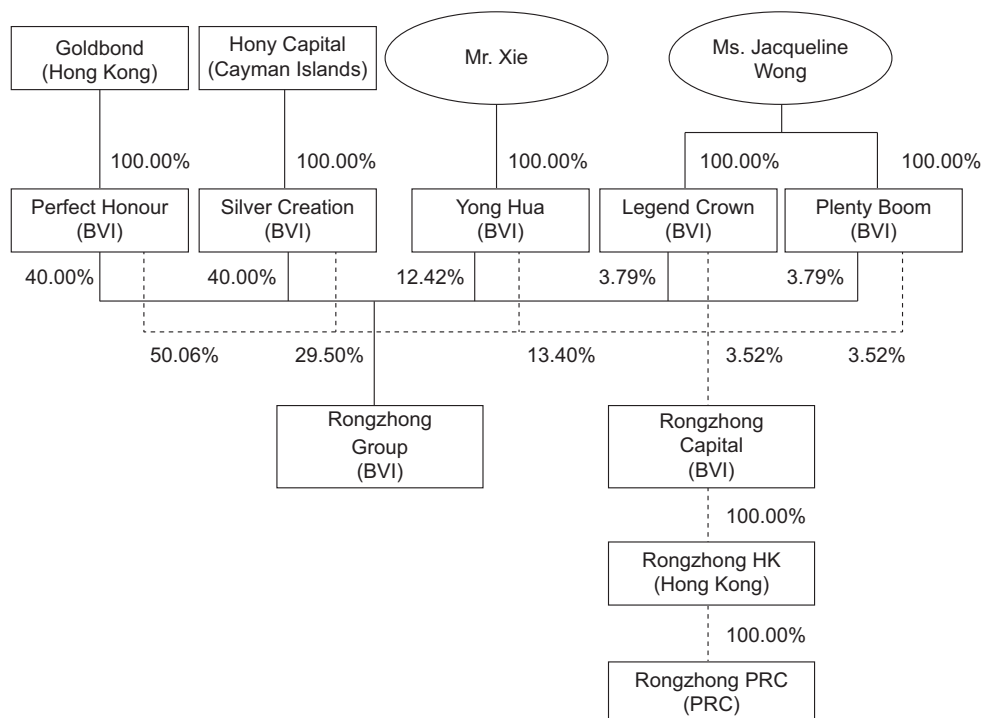 Goldbond
(Hong Kong)
Hony Capital
(Cayman Islands)
Mr. Xie
Ms. Jacqueline
Wong
100.00%
100.00%
100.00%
100.00%
100.00%
Perfect Honour
(BVI)
Silver Creation
(BVI)
Yong Hua
(BVI)
Legend Crown
(BVI)
Plenty Boom
(BVI)
40.00%
40.00%
12.42%
3.79%
3.79%
50.06%
29.50%
13.40%
3.52%
3.52%
Rongzhong
Group
(BVI)
Rongzhong
Capital
(BVI)
100.00%
Rongzhong HK
(Hong Kong)
100.00%
Rongzhong PRC
(PRC)